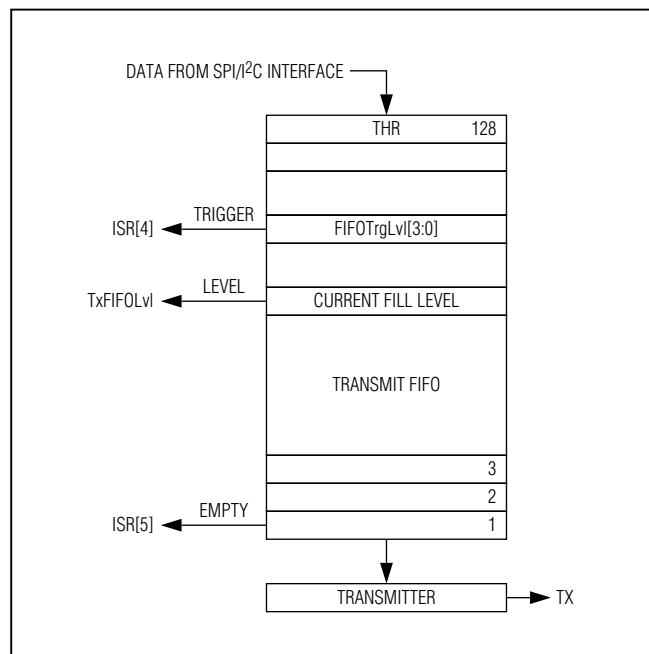 DATA FROM SPI/I²C INTERFACE
THR 128
TRIGGER
ISR[4] FIFOTrgLvl[3:0]
LEVEL
TxFIFOLvl CURRENT FILL LEVEL
TRANSMIT FIFO
3
2
EMPTY
ISR[5] 1
TRANSMITTER TX